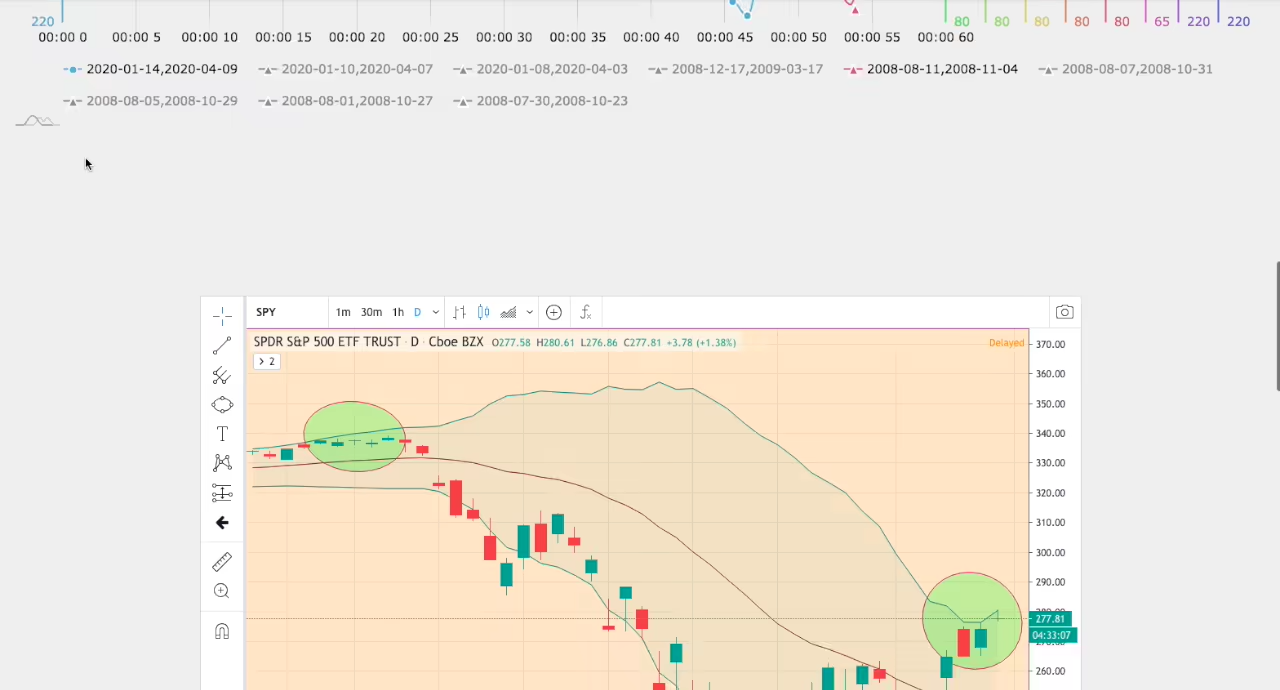 220 80 80 80 80 80 65 220 220
00:00 0 00:00 5 00:00 10 00:00 15 00:00 20 00:00 25 00:00 30 00:00 35 00:00 40 00:00 45 00:00 50 00:00 55 00:00 60
2020-01-14,2020-04-09 2020-01-10,2020-04-07 2020-01-08,2020-04-03 2008-12-17,2009-03-17 2008-08-11,2008-11-04 2008-08-07,2008-10-31
2008-08-05,2008-10-29 2008-08-01,2008-10-27 2008-07-30,2008-10-23
SPY 1m 30m 1h D
SPDR S&P 500 ETF TRUST · D · Cboe BZX O277.58 H280.61 L276.86 C277.81 +3.78 (+1.38%) Delayed
370.00
> 2
360.00
350.00
340.00
330.00
320.00
310.00
300.00
290.00
277.81
04:33:07
260.00